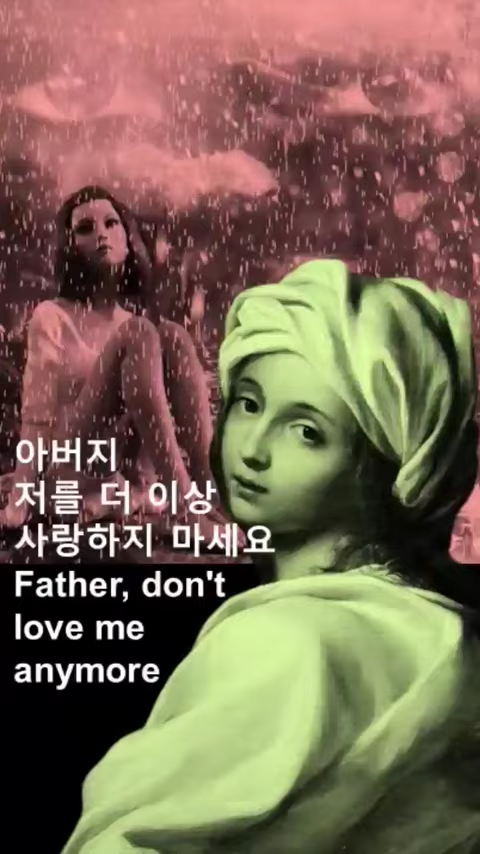 아버지
저를 더 이상
사랑하지 마세요
Father, don't
love me
anymore